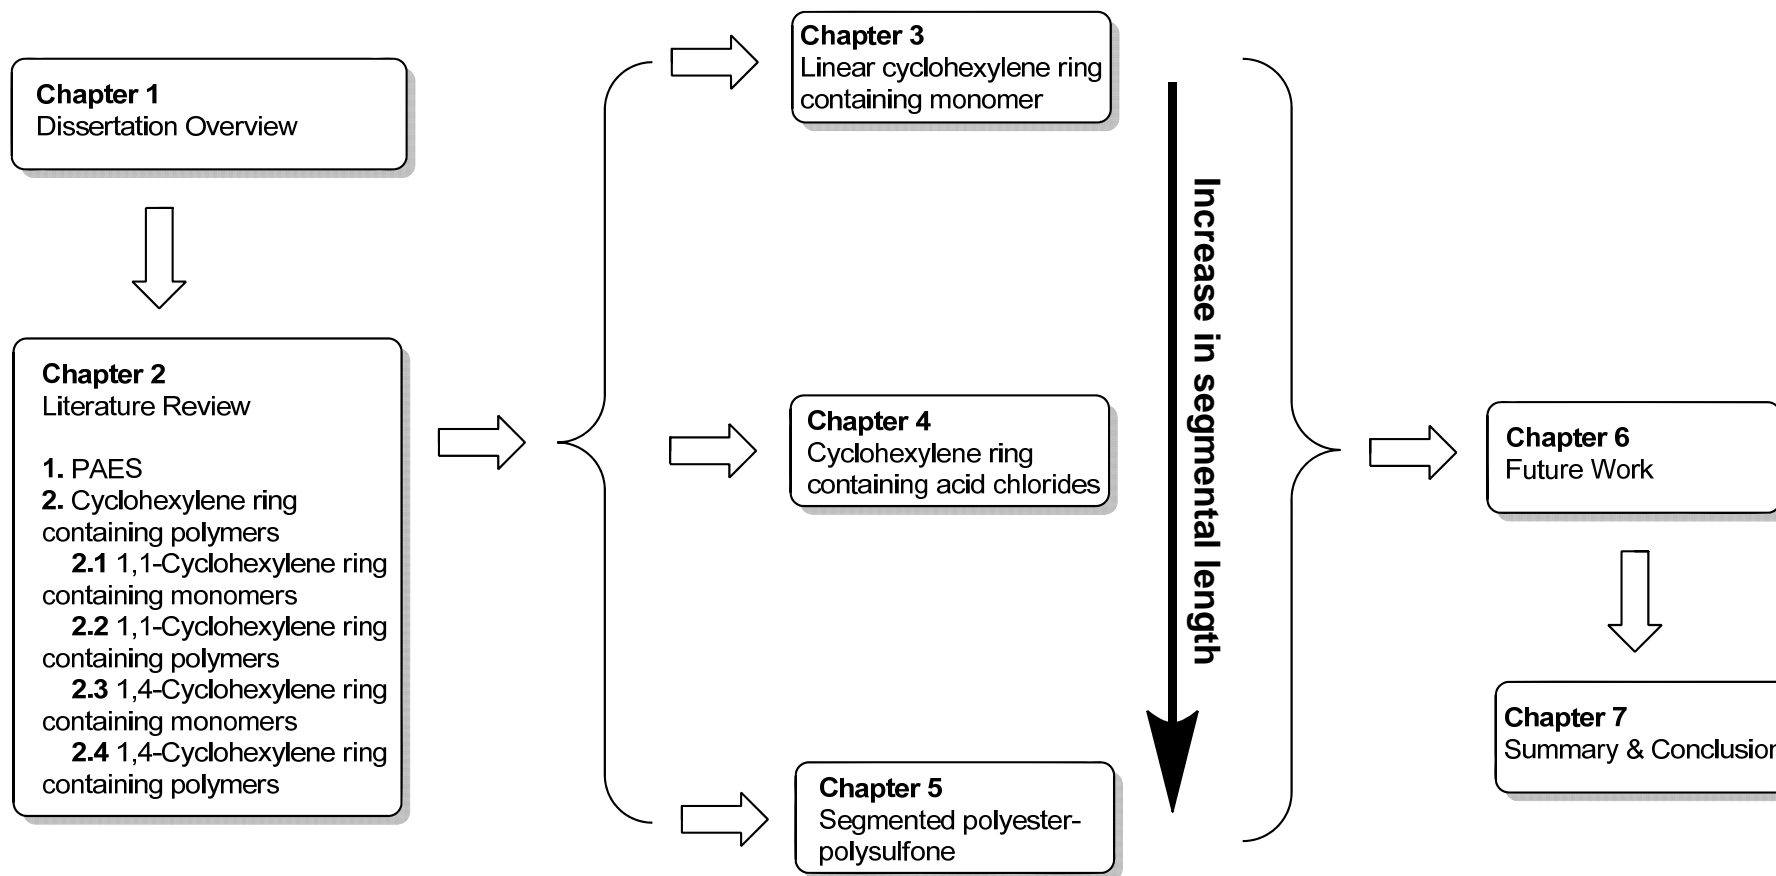 Chapter 1
Dissertation Overview
Chapter 2
Literature Review
1. PAES
2. Cyclohexylene ring
containing polymers
2.1 1,1-Cyclohexylene ring
containing monomers
2.2 1,1-Cyclohexylene ring
containing polymers
2.3 1,4-Cyclohexylene ring
containing monomers
2.4 1,4-Cyclohexylene ring
containing polymers
Chapter 3
Linear cyclohexylene ring
containing monomer
Chapter 4
Cyclohexylene ring
containing acid chlorides
Chapter 5
Segmented polyester-
polysulfone
Increase in segmental length
Chapter 6
Future Work
Chapter 7
Summary & Conclusion